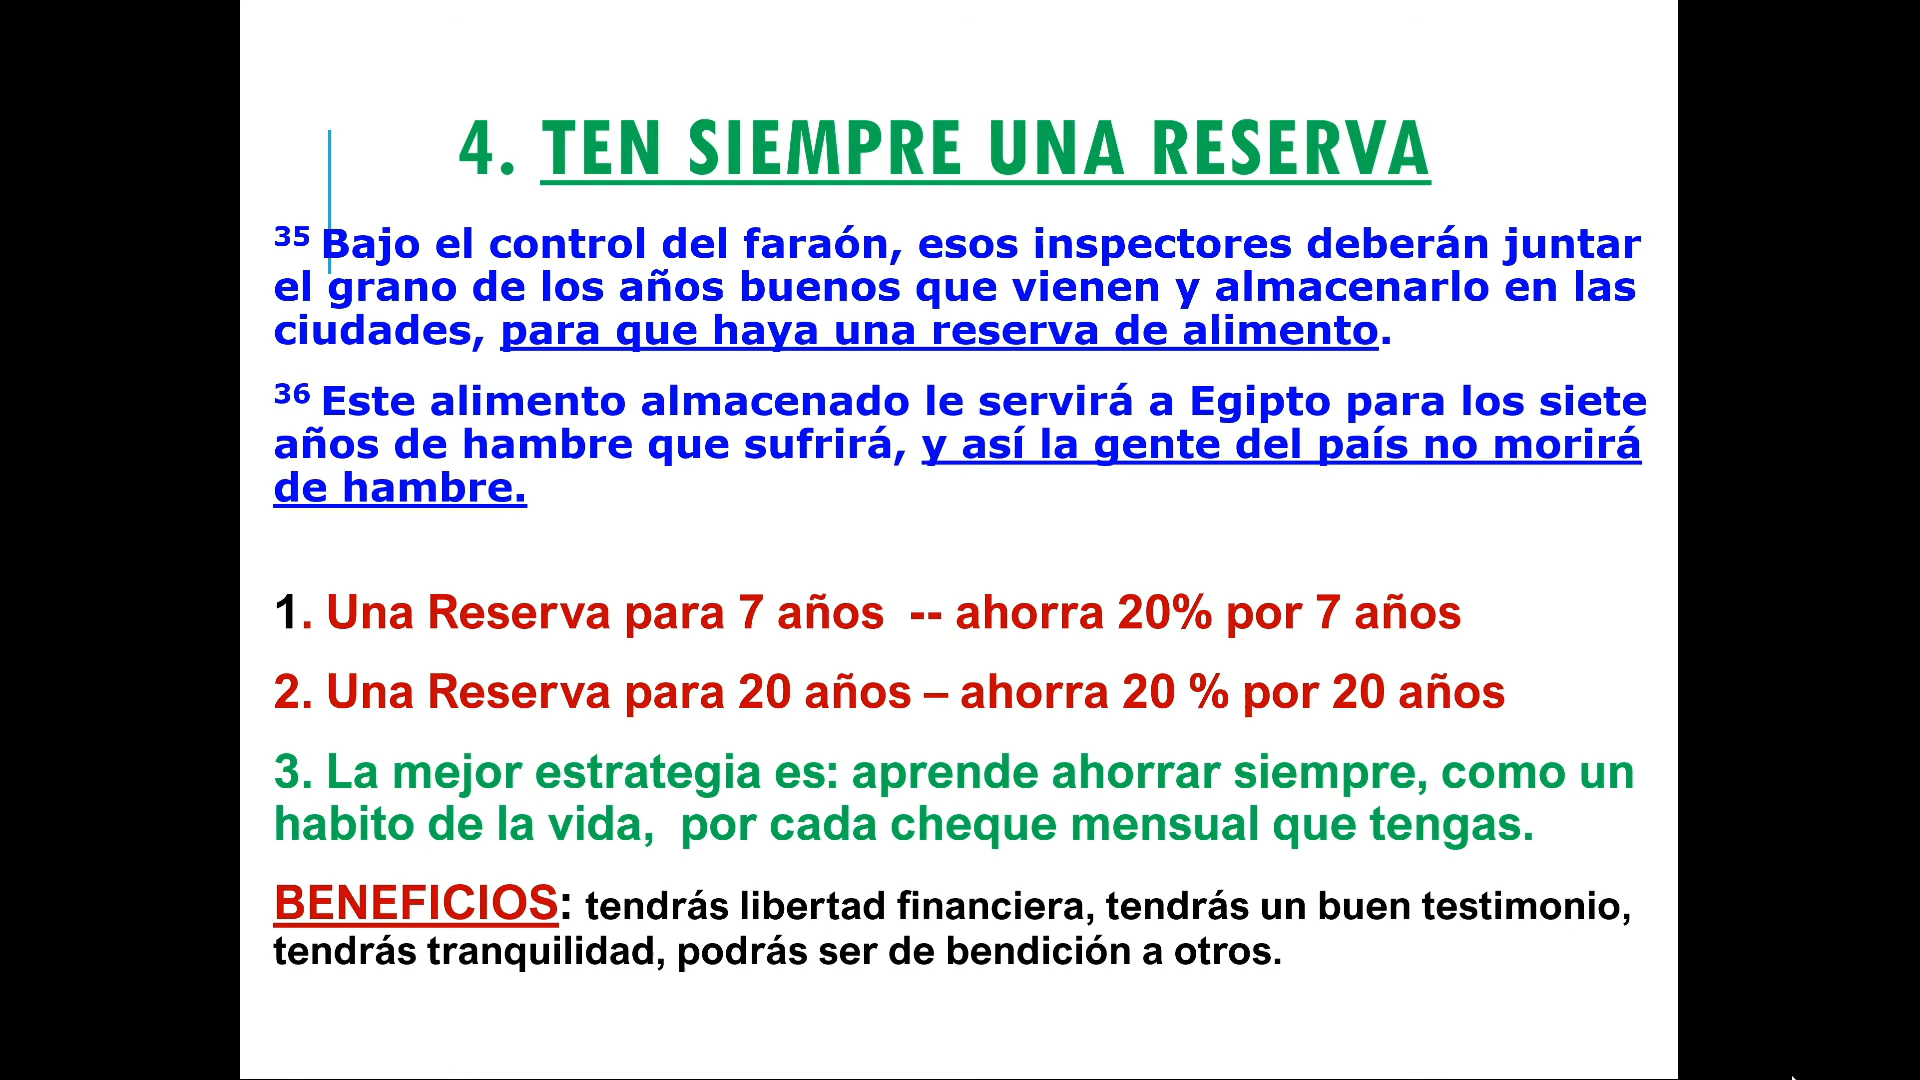 4. TEN SIEMPRE UNA RESERVA
35 Bajo el control del faraón, esos inspectores deberán juntar
el grano de los años buenos que vienen y almacenarlo en las
ciudades, para que haya una reserva de alimento.
36 Este alimento almacenado le servirá a Egipto para los siete
años de hambre que sufrirá, y así la gente del país no morirá
de hambre.
1. Una Reserva para 7 años -- ahorra 20% por 7 años
2. Una Reserva para 20 años – ahorra 20 % por 20 años
3. La mejor estrategia es: aprende ahorrar siempre, como un
habito de la vida, por cada cheque mensual que tengas.
BENEFICIOS: tendrás libertad financiera, tendrás un buen testimonio,
tendrás tranquilidad, podrás ser de bendición a otros.